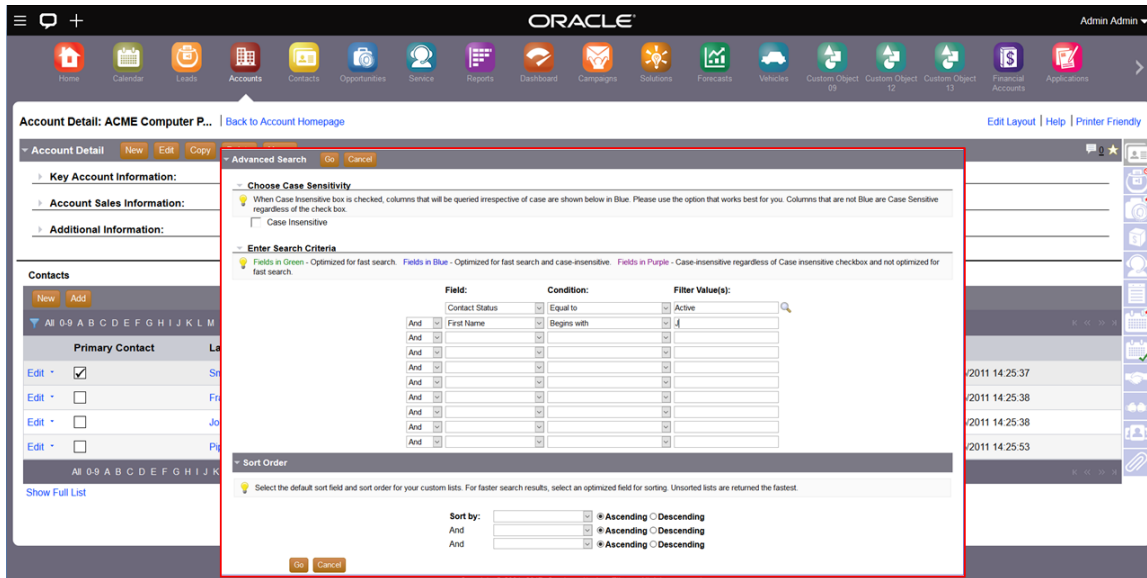 ORACLE
Admin Admin
Home Calendar Leads Accounts Contacts Opportunities Service Reports Dashboard Campaigns Solutions Forecasts Vehicles Custom Object 09 Custom Object 12 Custom Object 13 Financial Accounts Applications
Account Detail: ACME Computer P... Back to Account Homepage
Edit Layout Help Printer Friendly
Account Detail New Edit Copy
0
Key Account Information:
Account Sales Information:
Additional Information:
Contacts
New Add
All 0-9 A B C D E F G H I J K L M
Primary Contact La
Edit Sn /2011 14:25:37
Edit Fra /2011 14:25:38
Edit Jo /2011 14:25:38
Edit Pip /2011 14:25:53
All 0-9 A B C D E F G H I J K
Show Full List
Advanced Search Go Cancel
Choose Case Sensitivity
When Case Insensitive box is checked, columns that will be queried irrespective of case are shown below in Blue. Please use the option that works best for you. Columns that are not Blue are Case Sensitive
regardless of the check box.
Case Insensitive
Enter Search Criteria
Fields in Green - Optimized for fast search. Fields in Blue - Optimized for fast search and case-insensitive. Fields in Purple - Case-insensitive regardless of Case insensitive checkbox and not optimized for
fast search.
Field: Condition: Filter Value(s):
Contact Status Equal to Active
And First Name Begins with J
And
And
And
And
And
And
And
And
Sort Order
Select the default sort field and sort order for your custom lists. For faster search results, select an optimized field for sorting. Unsorted lists are returned the fastest.
Sort by: Ascending Descending
And Ascending Descending
And Ascending Descending
Go Cancel